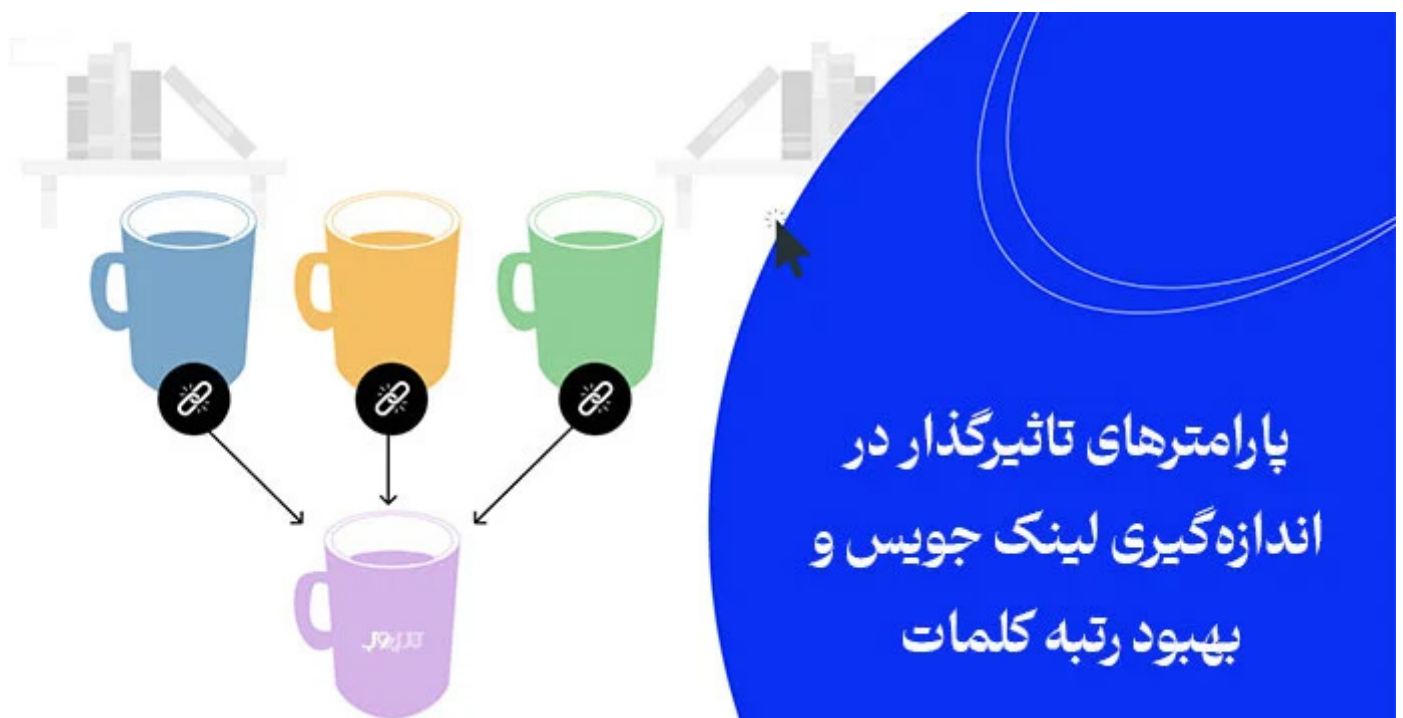 پارامترهای تاثیرگذار در
اندازه‌گیری لینک جویس و
بهبود رتبه کلمات